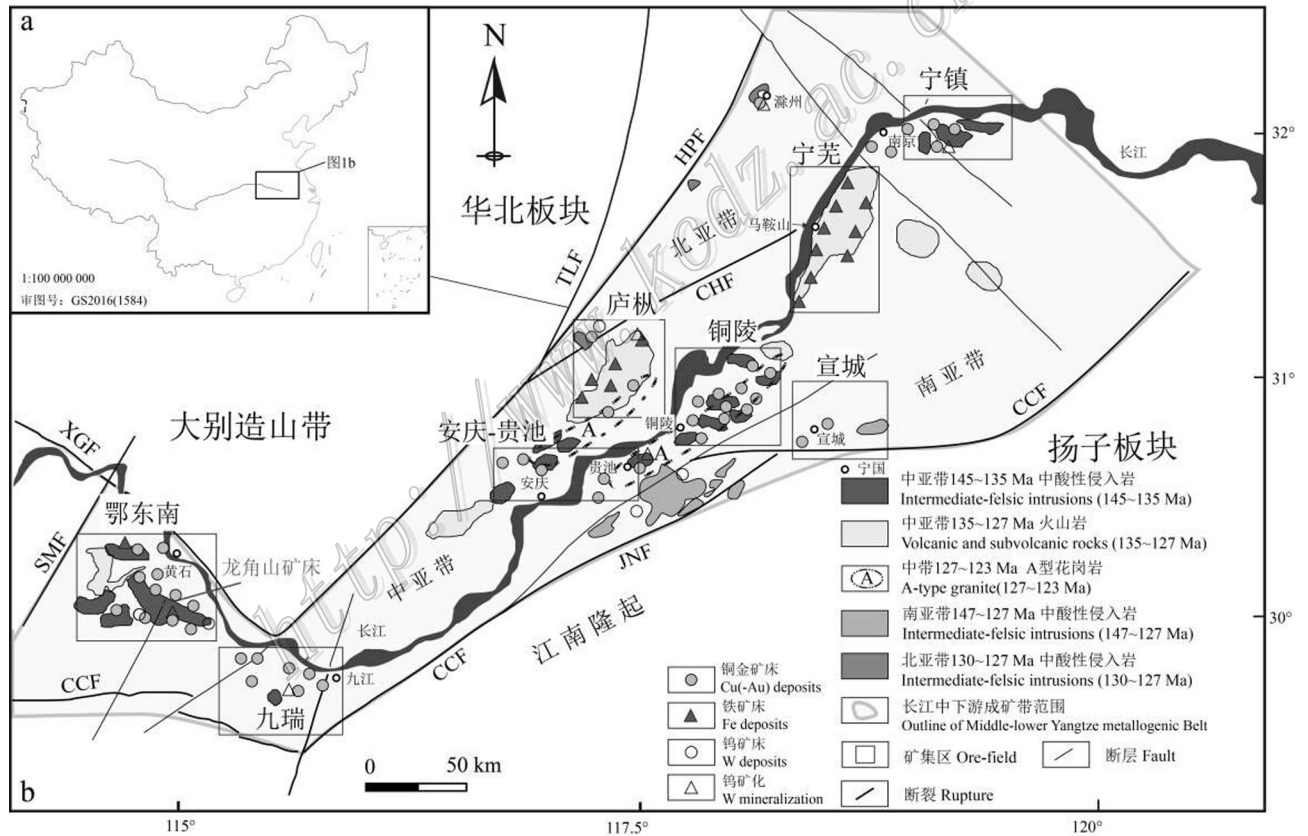 a
图1b
1:100 000 000
审图号：GS2016(1584)
N
宁镇
滁州
南京
长江
32°
HPF
宁芜
华北板块
北亚带
马鞍山
TLF
CHF
庐枞
铜陵
宣城
南亚带
31°
CCF
大别造山带
安庆-贵池
A
铜陵
宣城
扬子板块
XGF
贵池
A
安庆
宁国
鄂东南
SMF
黄石
龙角山矿床
中亚带
JNF
江南隆起
30°
长江
CCF
九江
CCF
九瑞
中亚带145~135 Ma 中酸性侵入岩
Intermediate-felsic intrusions (145~135 Ma)
中亚带135~127 Ma 火山岩
Volcanic and subvolcanic rocks (135~127 Ma)
A
中带127~123 Ma A型花岗岩
A-type granite(127~123 Ma)
南亚带147~127 Ma 中酸性侵入岩
Intermediate-felsic intrusions (147~127 Ma)
北亚带130~127 Ma 中酸性侵入岩
Intermediate-felsic intrusions (130~127 Ma)
长江中下游成矿带范围
Outline of Middle-lower Yangtze metallogenic Belt
矿集区 Ore-field
断层 Fault
断裂 Rupture
铜金矿床
Cu(-Au) deposits
铁矿床
Fe deposits
钨矿床
W deposits
钨矿化
W mineralization
0 50 km
b
115° 117.5° 120°
http://www.kcdz.ac.cn